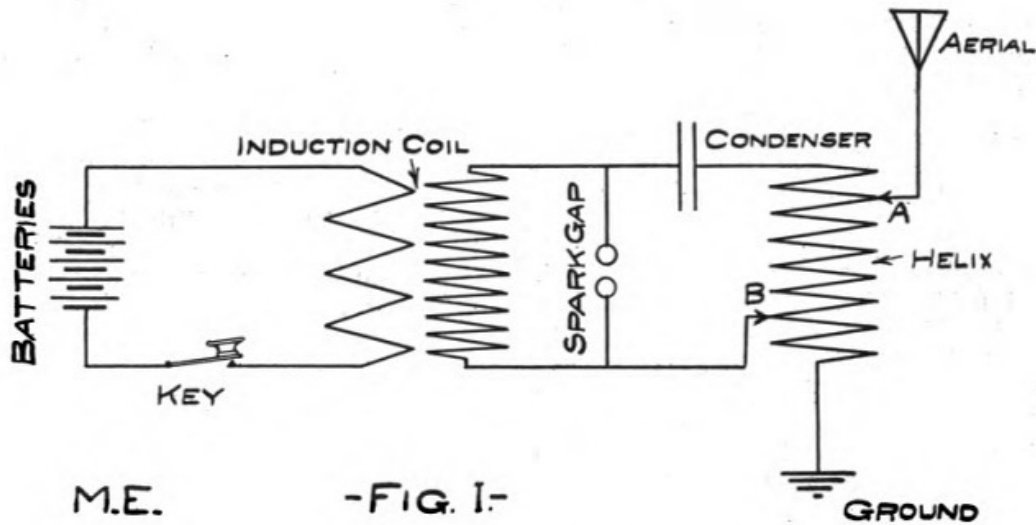 AERIAL
INDUCTION COIL
CONDENSER
A
BATTERIES
SPARK GAP
HELIX
B
KEY
M.E.
-FIG. I.-
GROUND